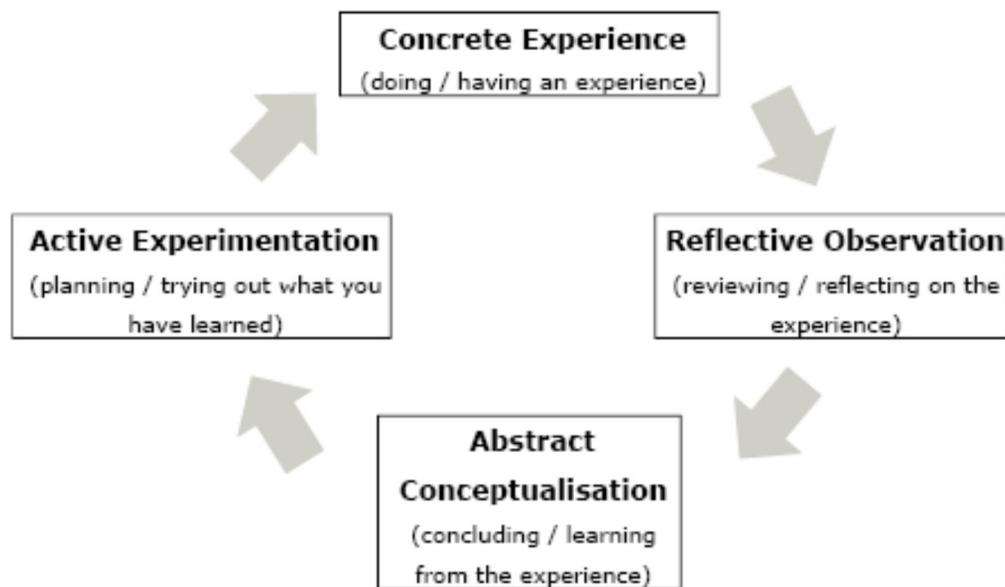 Concrete Experience
(doing / having an experience)
Active Experimentation
(planning / trying out what you
have learned)
Reflective Observation
(reviewing / reflecting on the
experience)
Abstract
Conceptualisation
(concluding / learning
from the experience)